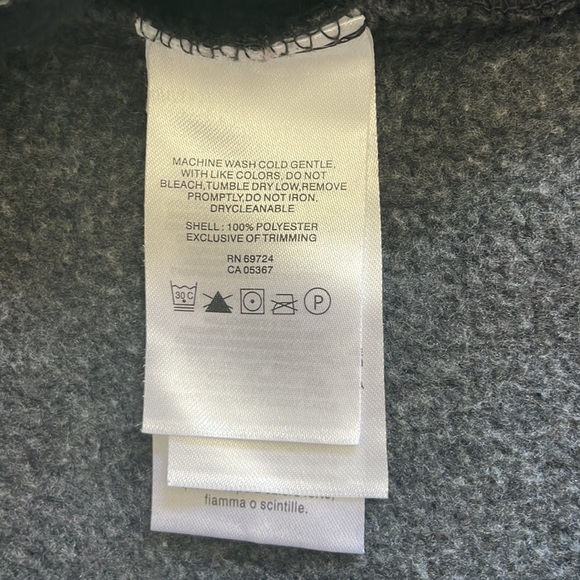 MACHINE WASH COLD GENTLE,
WITH LIKE COLORS, DO NOT
BLEACH,TUMBLE DRY LOW,REMOVE
PROMPTLY,DO NOT IRON.
DRYCLEANABLE
SHELL : 100% POLYESTER
EXCLUSIVE OF TRIMMING
RN 69724
CA 05367
30 C
P
fiamma o scintille.